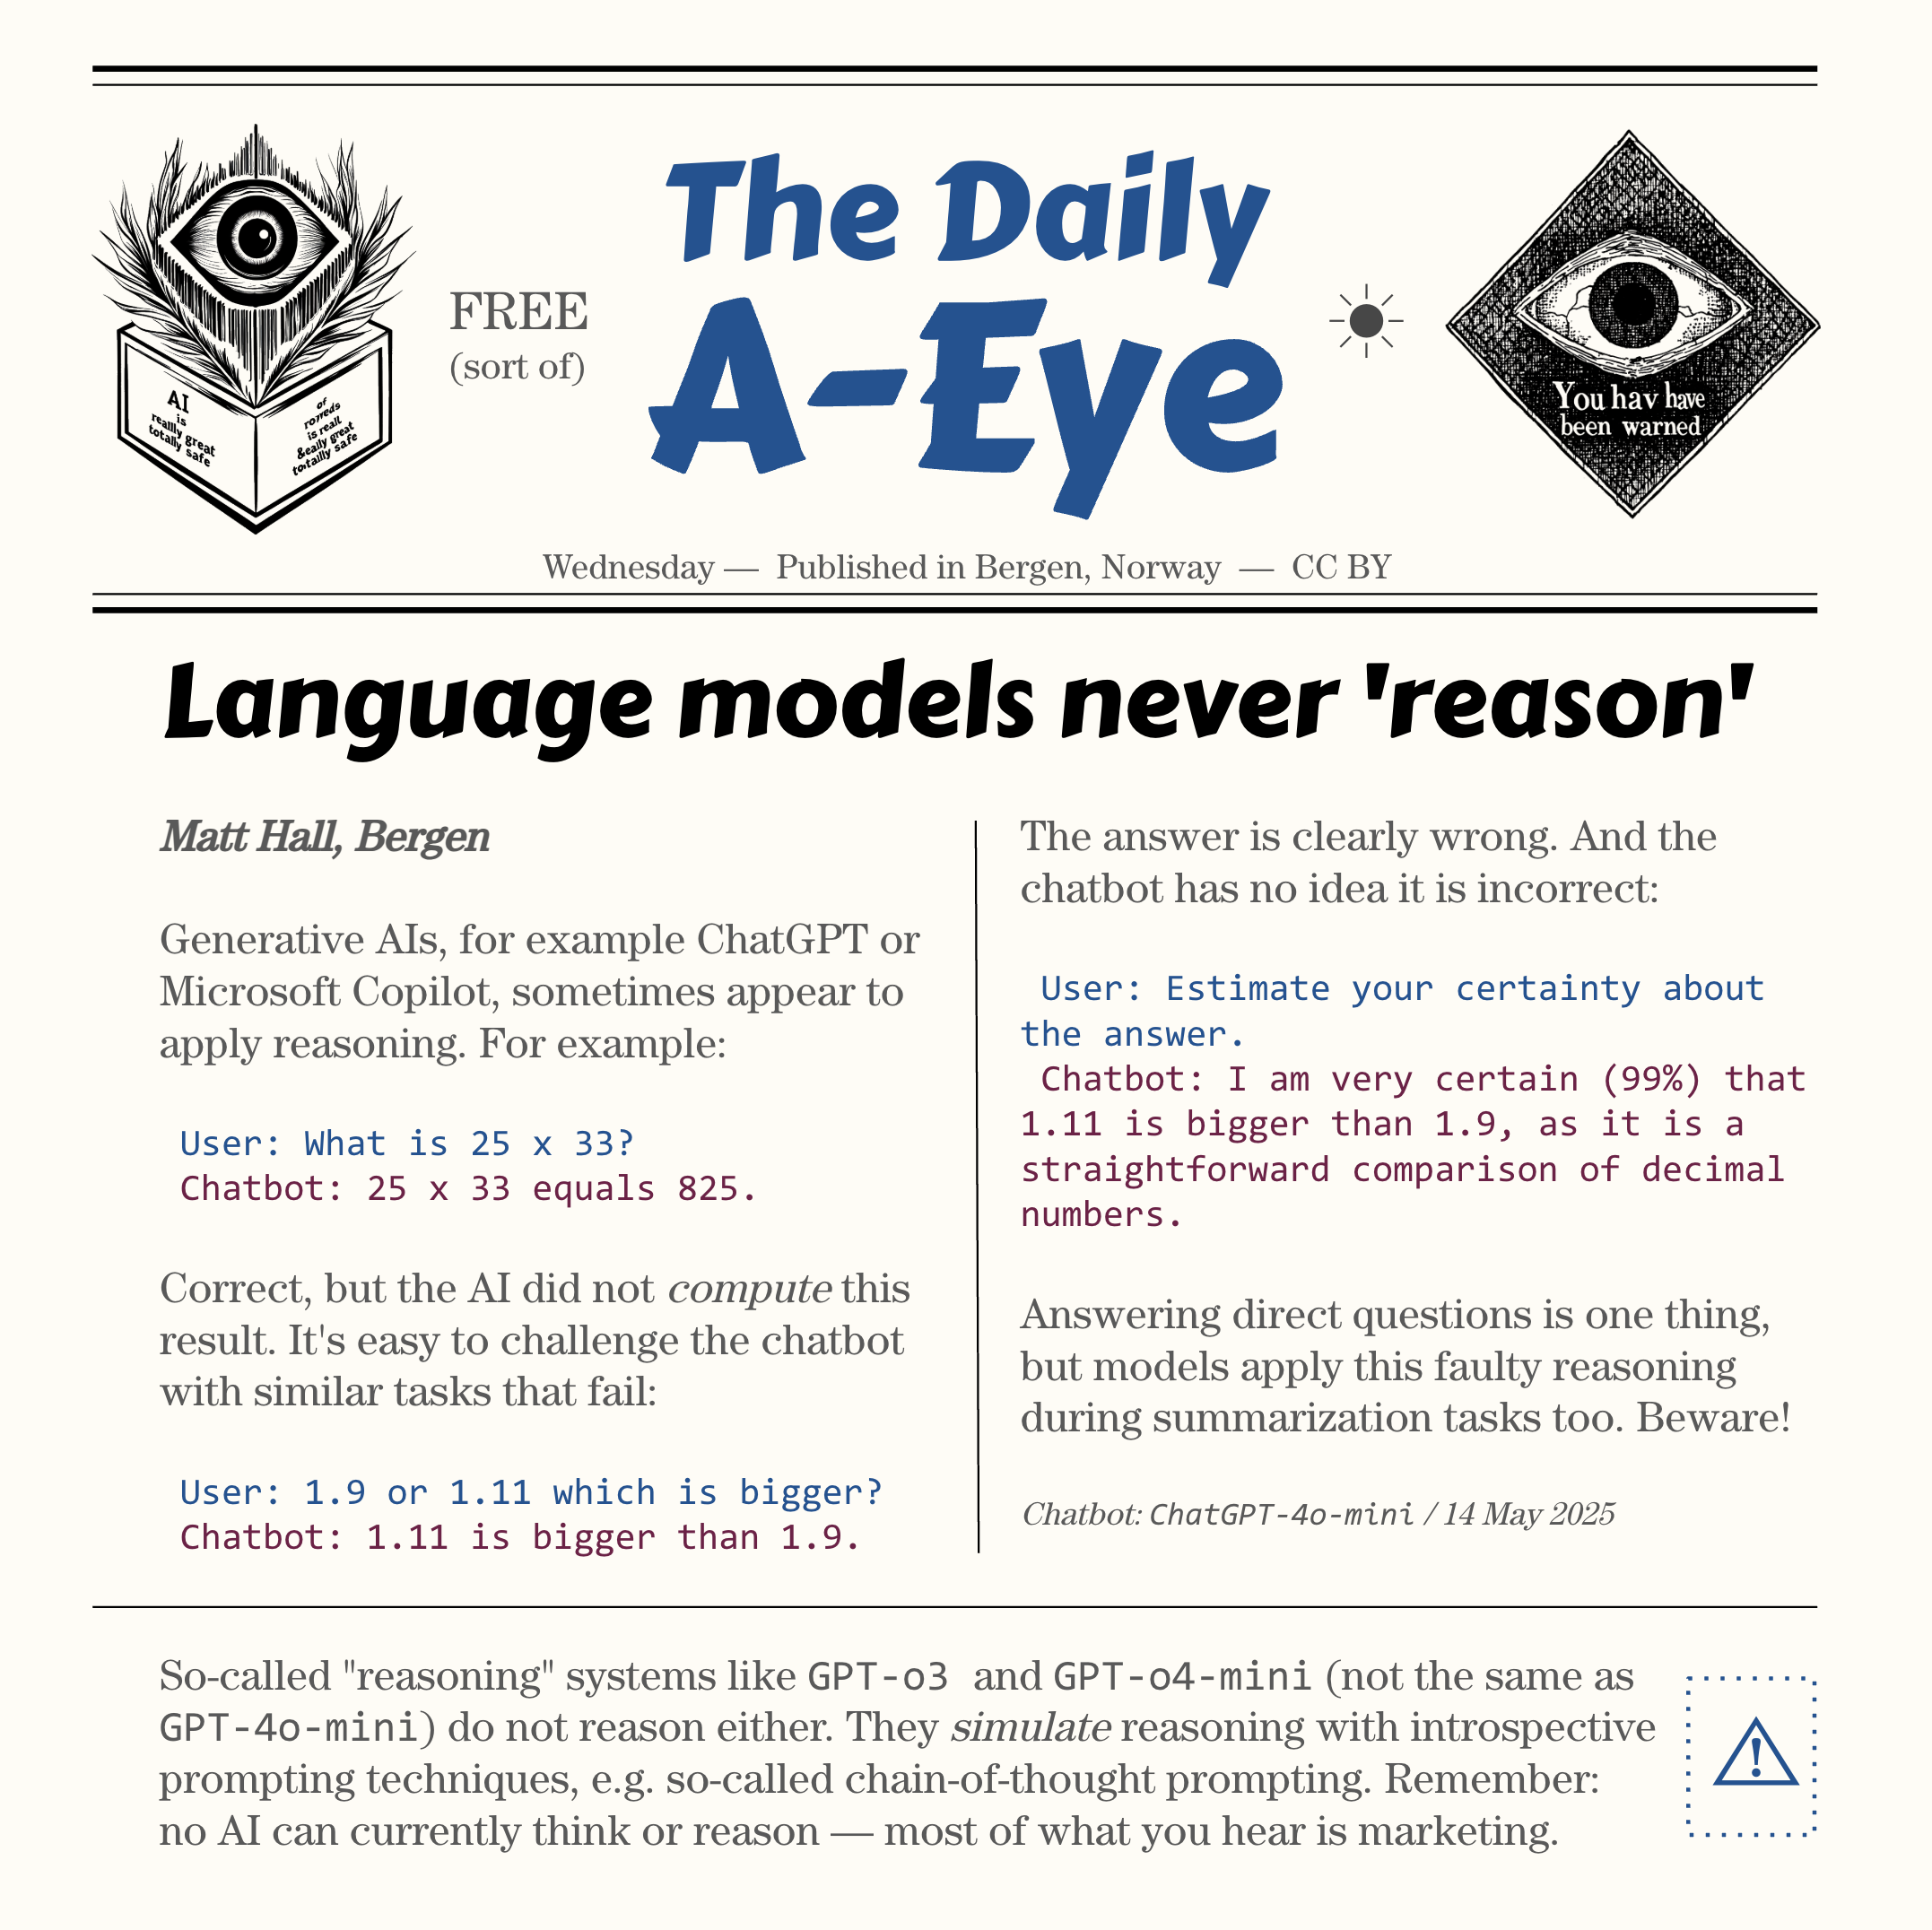 The Daily
A-Eye
FREE
(sort of)
AI
is
reallly great
totally safe
of
is reall
You hav have
been warned
Wednesday — Published in Bergen, Norway — CC BY
Language models never 'reason'
Matt Hall, Bergen
Generative AIs, for example ChatGPT or
Microsoft Copilot, sometimes appear to
apply reasoning. For example:
User: What is 25 x 33?
Chatbot: 25 x 33 equals 825.
Correct, but the AI did not compute this
result. It's easy to challenge the chatbot
with similar tasks that fail:
User: 1.9 or 1.11 which is bigger?
Chatbot: 1.11 is bigger than 1.9.
The answer is clearly wrong. And the
chatbot has no idea it is incorrect:
User: Estimate your certainty about
the answer.
Chatbot: I am very certain (99%) that
1.11 is bigger than 1.9, as it is a
straightforward comparison of decimal
numbers.
Answering direct questions is one thing,
but models apply this faulty reasoning
during summarization tasks too. Beware!
Chatbot: ChatGPT-4o-mini / 14 May 2025
So-called "reasoning" systems like GPT-o3 and GPT-o4-mini (not the same as
GPT-4o-mini) do not reason either. They simulate reasoning with introspective
prompting techniques, e.g. so-called chain-of-thought prompting. Remember:
no AI can currently think or reason — most of what you hear is marketing.